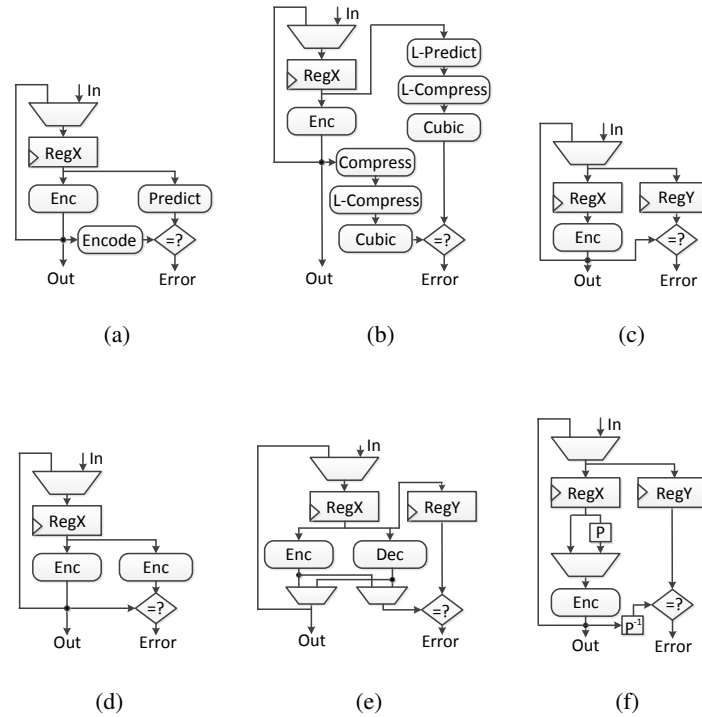 In
RegX
Enc
Predict
Encode
=?
Out
Error
(a)
In
RegX
L-Predict
L-Compress
Enc
Cubic
Compress
L-Compress
Cubic
=?
Out
Error
(b)
In
RegX
RegY
Enc
=?
Out
Error
(c)
In
RegX
Enc
Enc
=?
Out
Error
(d)
In
RegX
RegY
Enc
Dec
=?
Out
Error
(e)
In
RegX
RegY
P
Enc
=?
P⁻¹
Out
Error
(f)